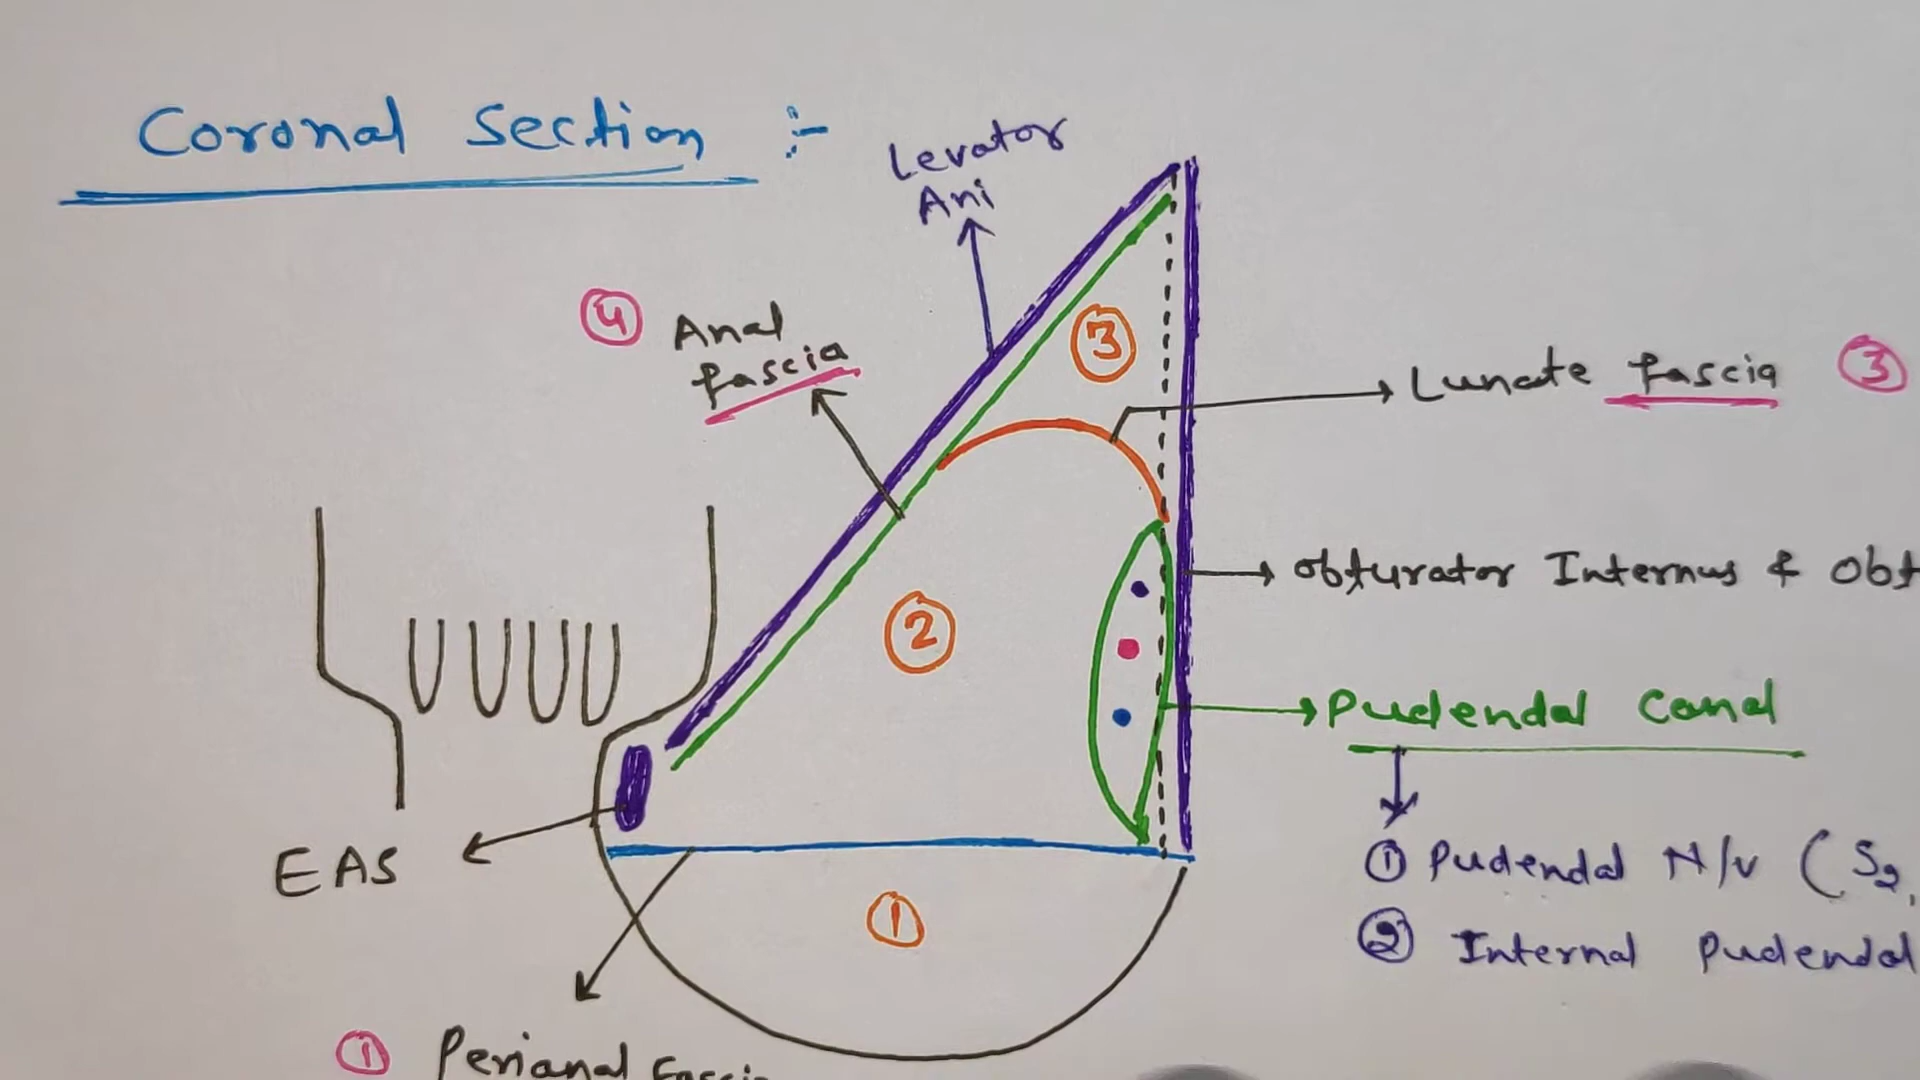 Coronal Section :-
Levator
Ani
4 Anal
fascia
3
Lunate fascia 3
2
Obturator Internus & Obt
Pudendal Canal
EAS
1 Pudendal N/v (S2,
1
2 Internal Pudendal
1 Perianal Fascia